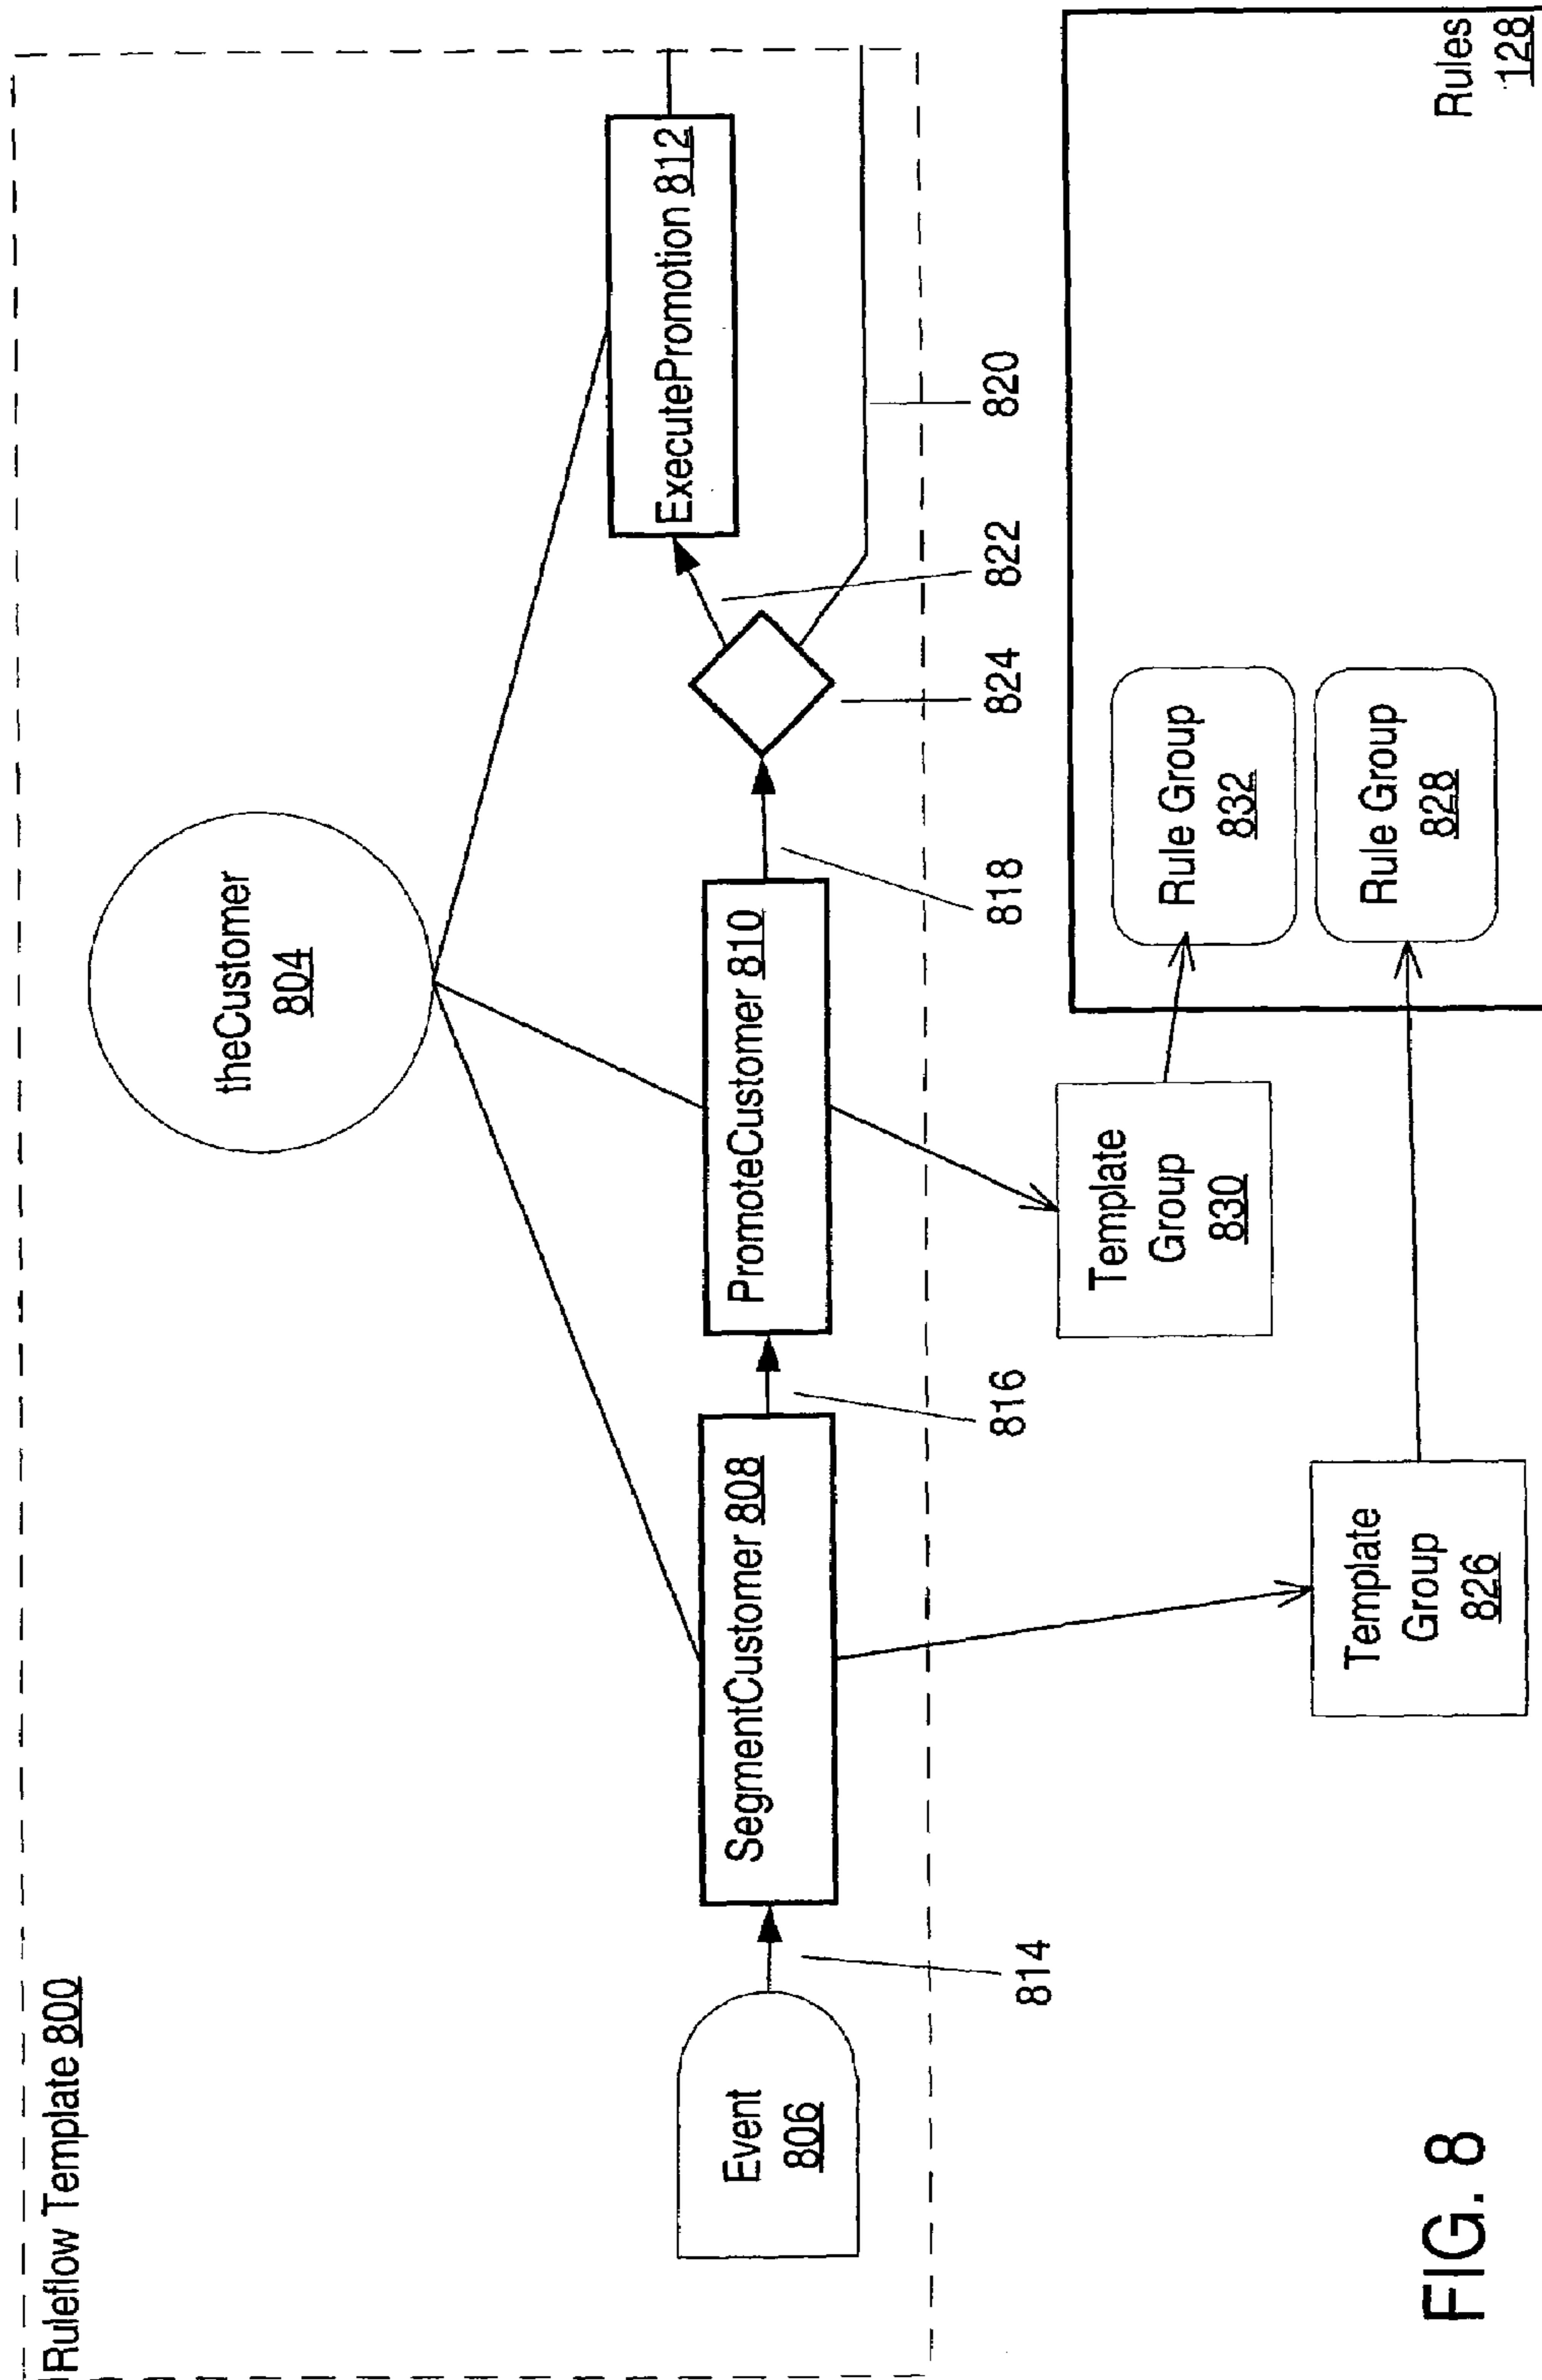 Ruleflow Template 800
theCustomer
804
Event
806
SegmentCustomer 808
PromoteCustomer 810
ExecutePromotion 812
814
816
818
824
822
820
Template
Group
826
Template
Group
830
Rule Group
832
Rule Group
828
Rules
128
FIG. 8